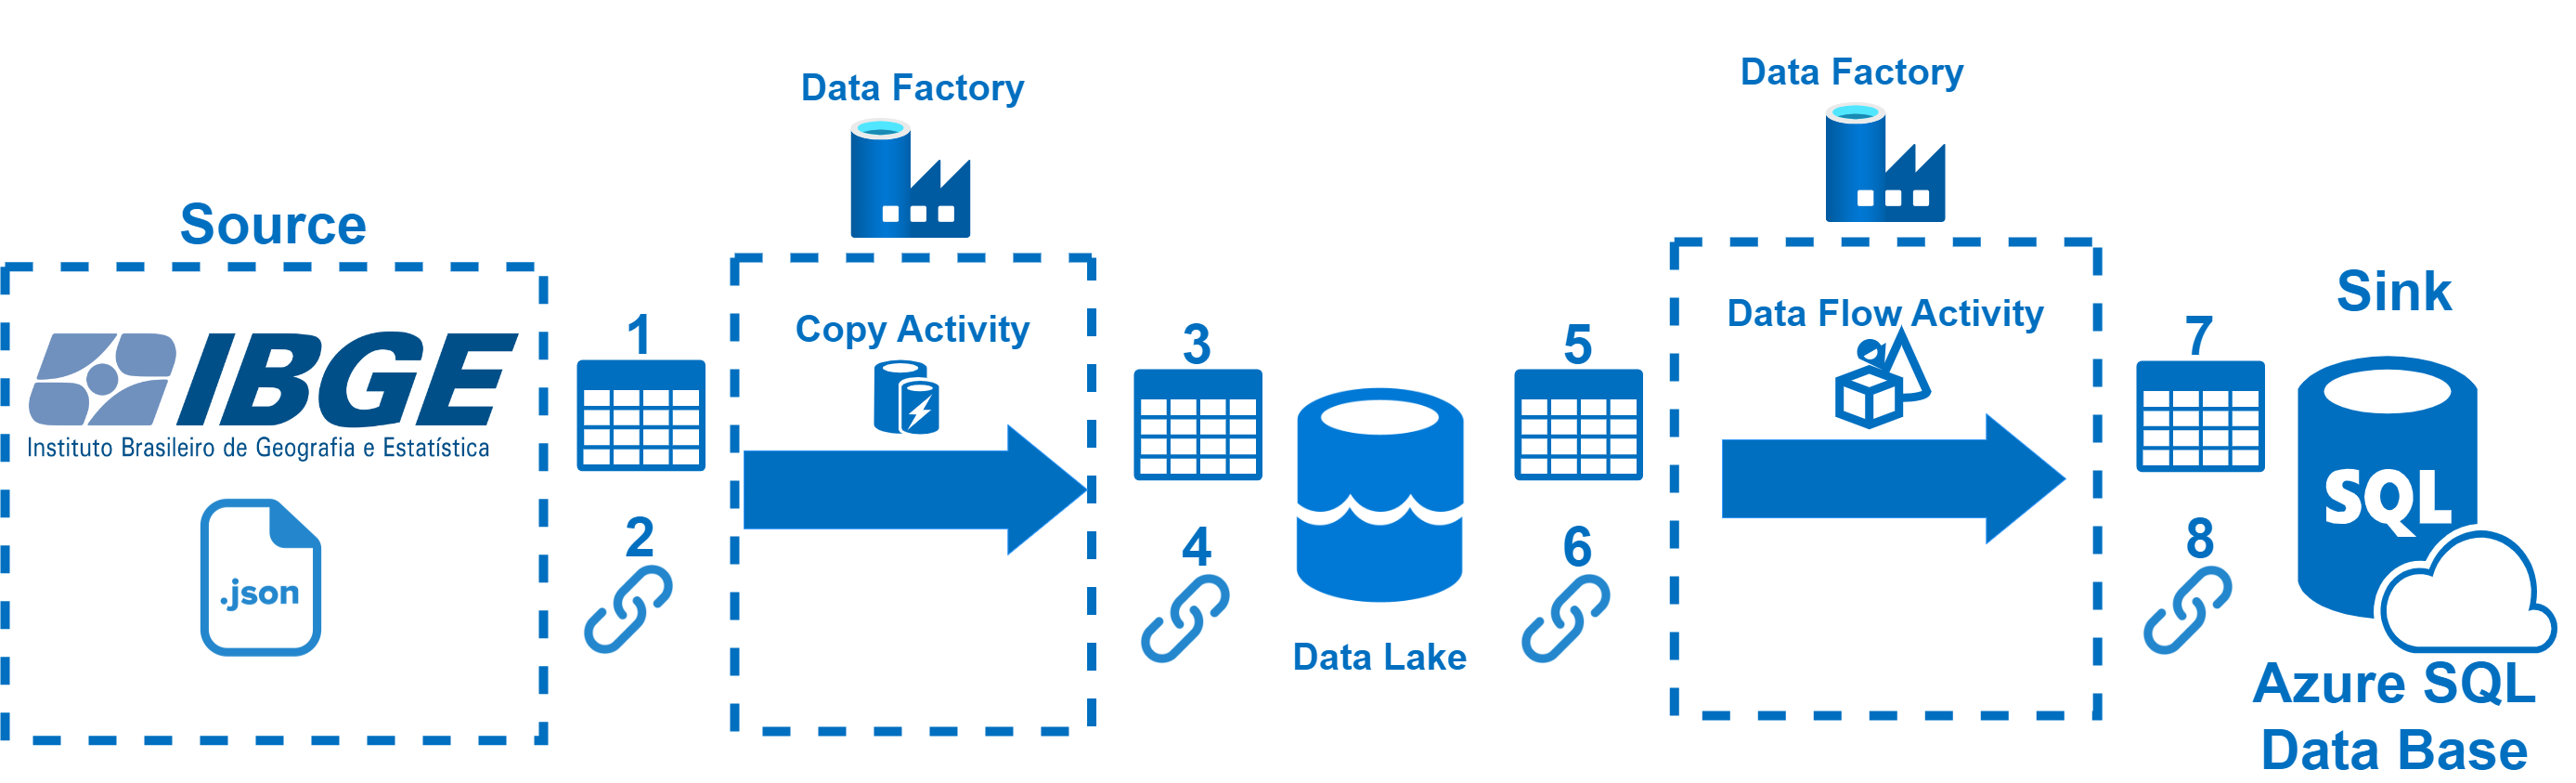 Source
IBGE
Instituto Brasileiro de Geografia e Estatística
.json
1
2
Data Factory
Copy Activity
3
4
Data Lake
5
6
Data Factory
Data Flow Activity
7
8
Sink
SQL
Azure SQL
Data Base